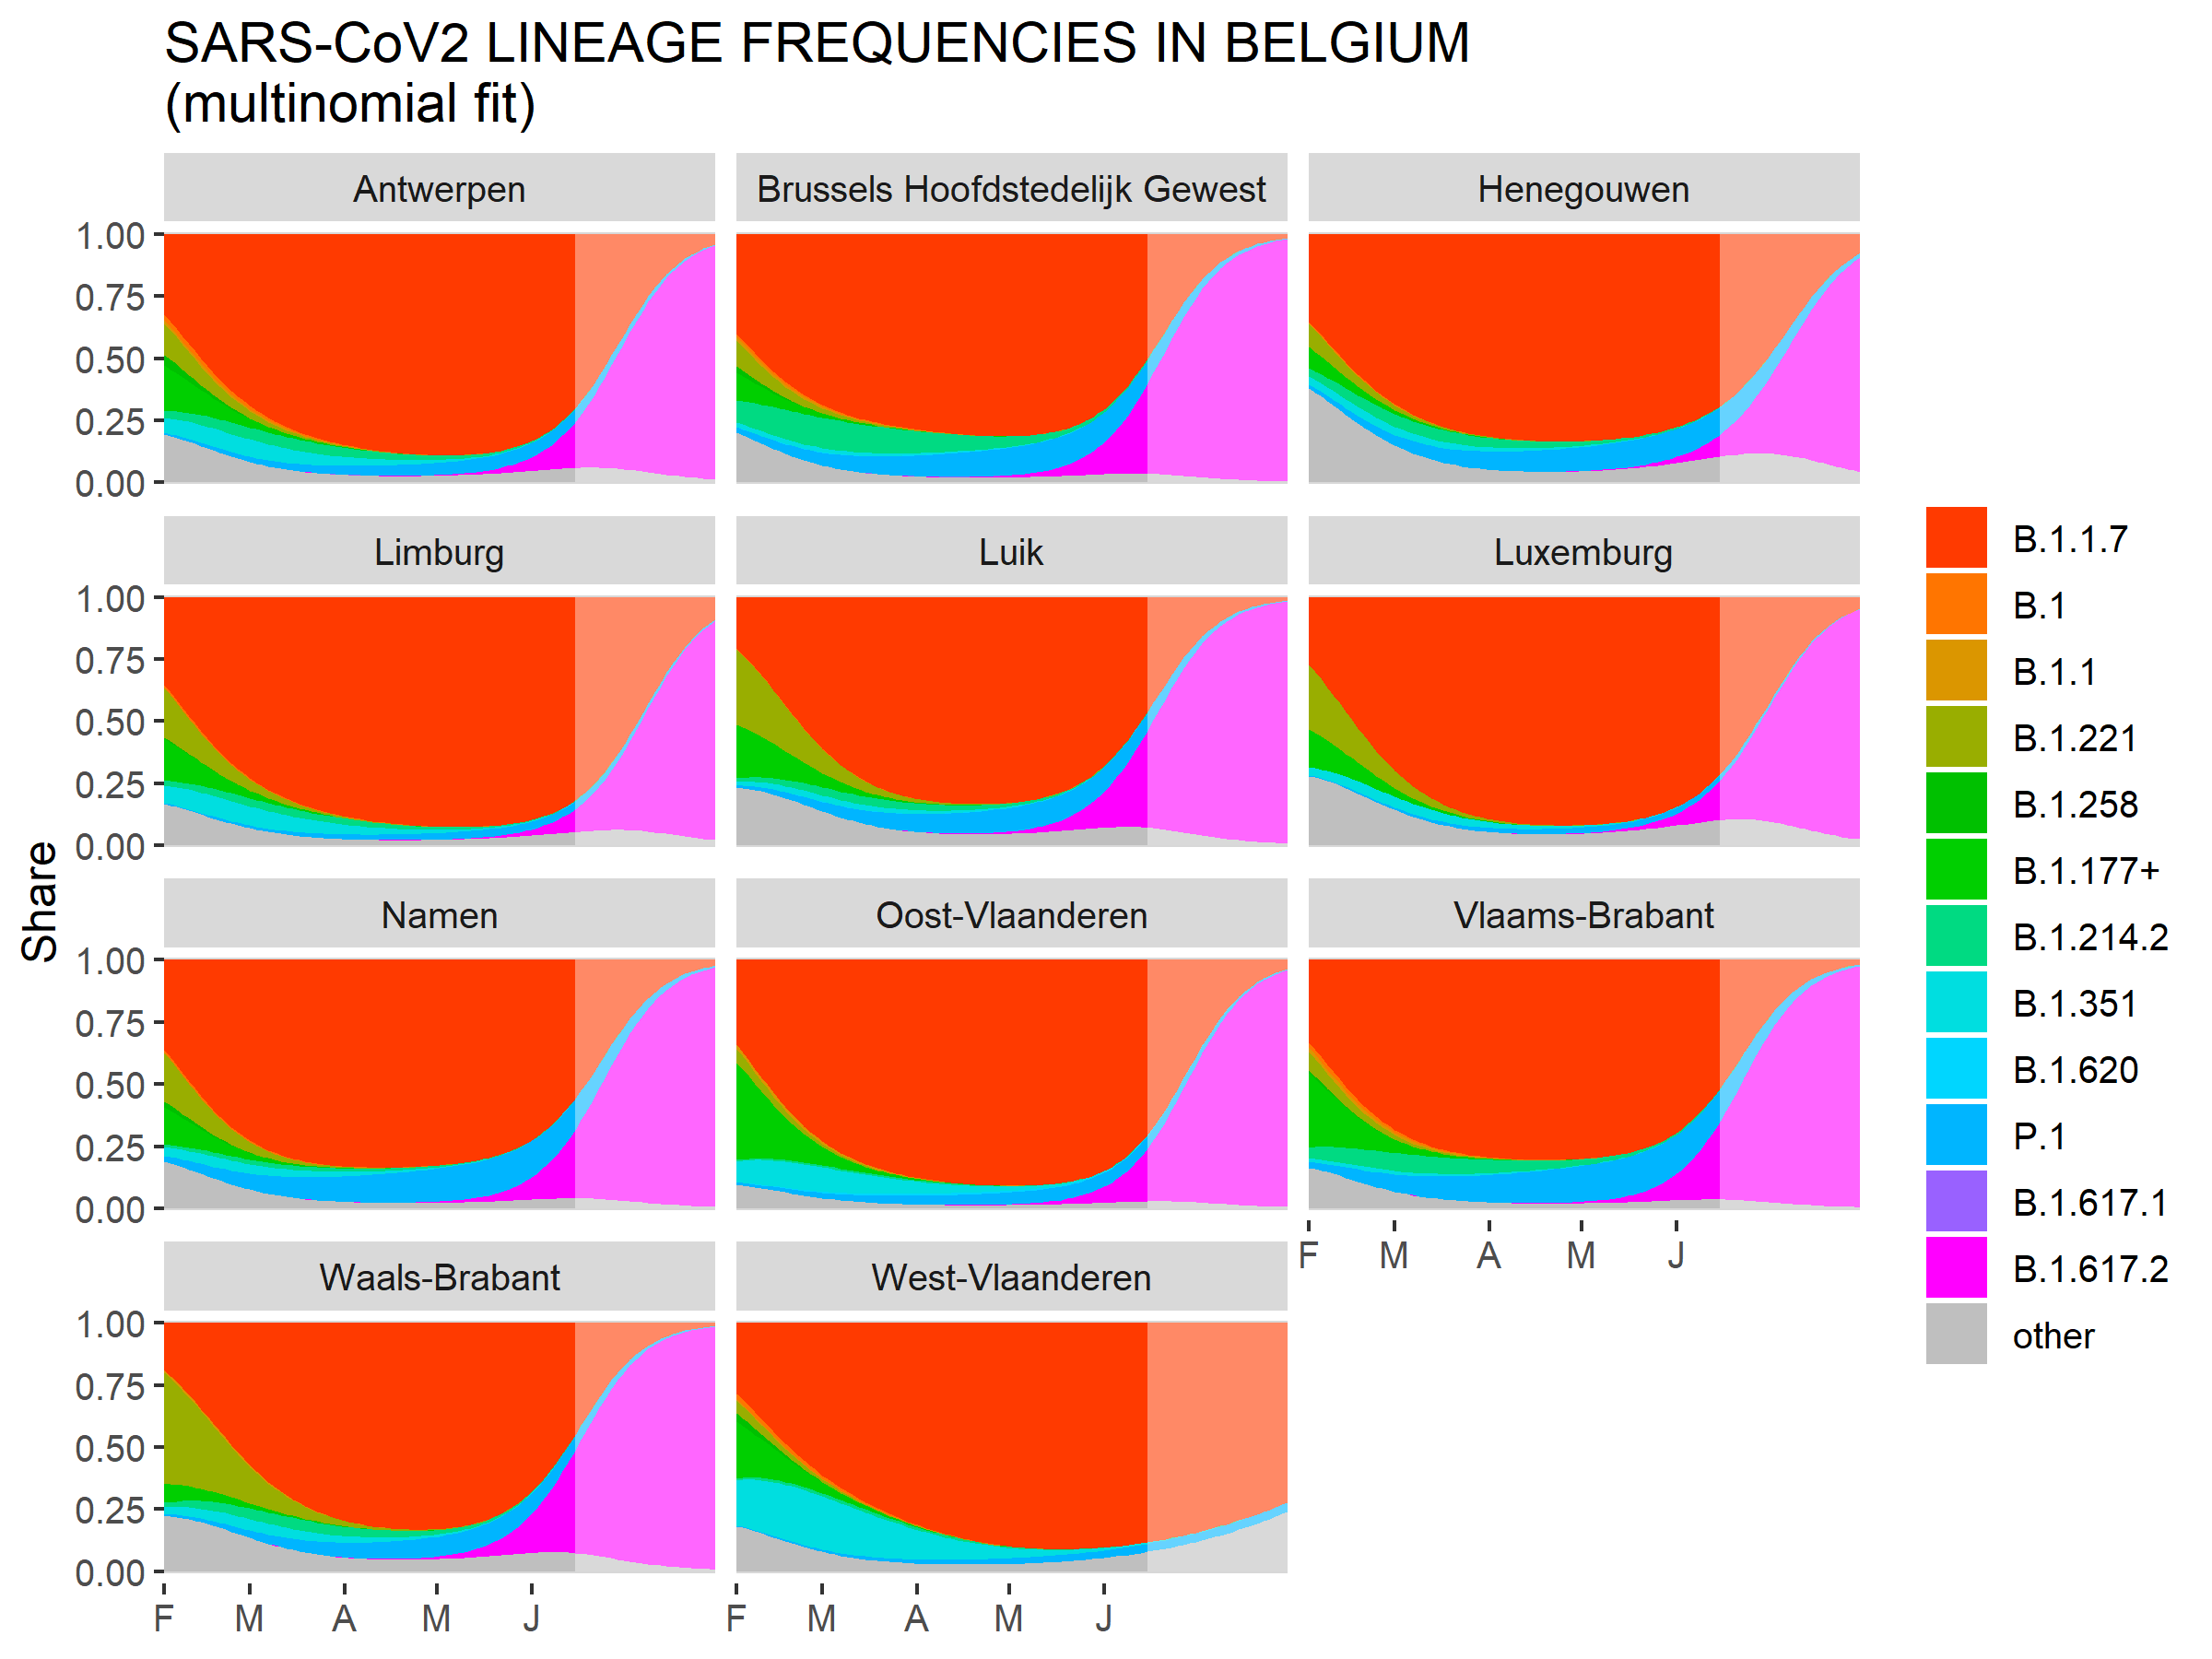 SARS-CoV2 LINEAGE FREQUENCIES IN BELGIUM
(multinomial fit)
Antwerpen
Brussels Hoofdstedelijk Gewest
Henegouwen
1.00
0.75
0.50
0.25
0.00
Limburg
Luik
Luxemburg
1.00
0.75
0.50
0.25
0.00
Share
Namen
Oost-Vlaanderen
Vlaams-Brabant
1.00
0.75
0.50
0.25
0.00
F M A M J
Waals-Brabant
West-Vlaanderen
1.00
0.75
0.50
0.25
0.00
F M A M J
F M A M J
B.1.1.7
B.1
B.1.1
B.1.221
B.1.258
B.1.177+
B.1.214.2
B.1.351
B.1.620
P.1
B.1.617.1
B.1.617.2
other